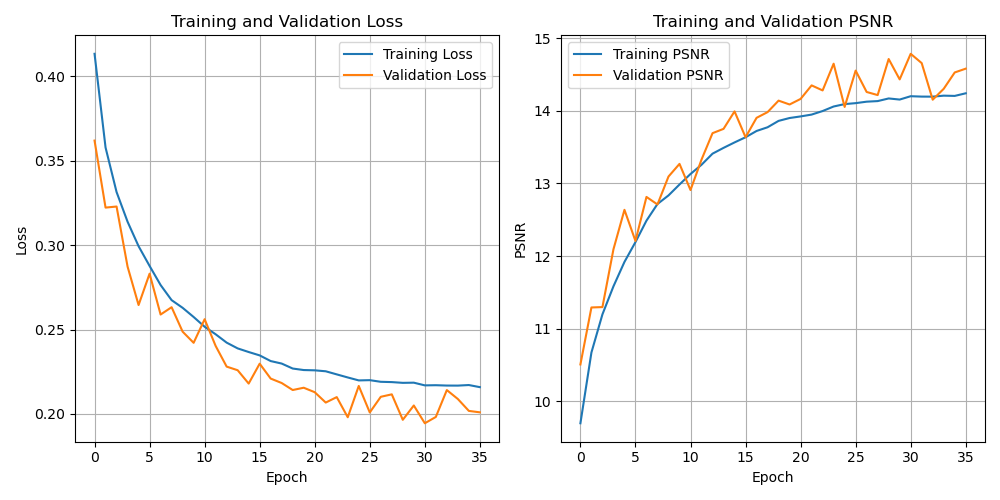 Training and Validation Loss
Training Loss
Validation Loss
0.40
0.35
0.30
0.25
0.20
Loss
0 5 10 15 20 25 30 35
Epoch
Training and Validation PSNR
Training PSNR
Validation PSNR
15
14
13
12
11
10
PSNR
0 5 10 15 20 25 30 35
Epoch